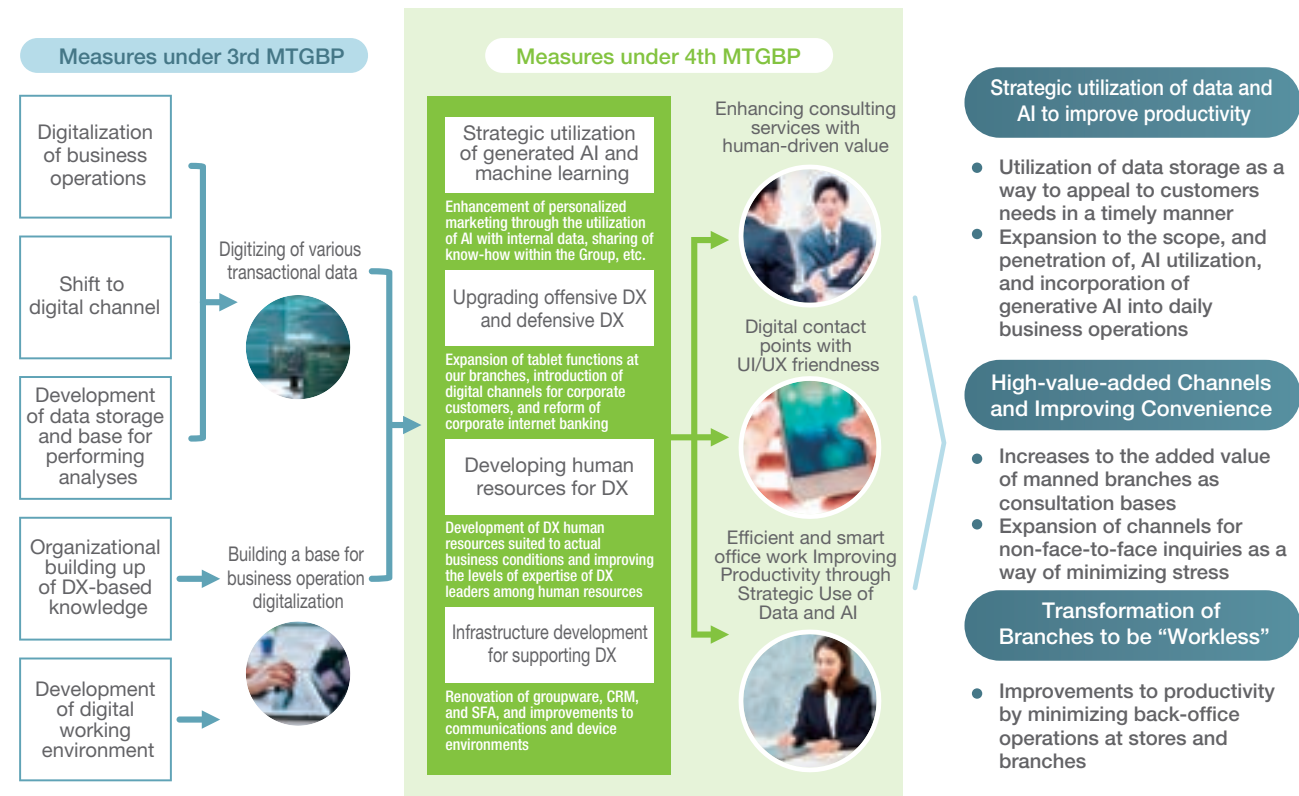 Measures under 3rd MTGBP
Digitalization
of business
operations
Shift to
digital channel
Development
of data storage
and base for
performing
analyses
Organizational
building up
of DX-based
knowledge
Development
of digital
working
environment
Digitizing of various
transactional data
Building a base for
business operation
digitalization
Measures under 4th MTGBP
Strategic utilization
of generated AI and
machine learning
Enhancement of personalized
marketing through the utilization
of AI with internal data, sharing of
know-how within the Group, etc.
Upgrading offensive DX
and defensive DX
Expansion of tablet functions at
our branches, introduction of
digital channels for corporate
customers, and reform of
corporate internet banking
Developing human
resources for DX
Development of DX human
resources suited to actual
business conditions and improving
the levels of expertise of DX
leaders among human resources
Infrastructure development
for supporting DX
Renovation of groupware, CRM,
and SFA, and improvements to
communications and device
environments
Enhancing consulting
services with
human-driven value
Digital contact
points with
UI/UX friendness
Efficient and smart
office work Improving
Productivity through
Strategic Use of
Data and AI
Strategic utilization of data and
AI to improve productivity
● Utilization of data storage as a
way to appeal to customers
needs in a timely manner
● Expansion to the scope, and
penetration of, AI utilization,
and incorporation of
generative AI into daily
business operations
High-value-added Channels
and Improving Convenience
● Increases to the added value
of manned branches as
consultation bases
● Expansion of channels for
non-face-to-face inquiries as a
way of minimizing stress
Transformation of
Branches to be “Workless”
● Improvements to productivity
by minimizing back-office
operations at stores and
branches